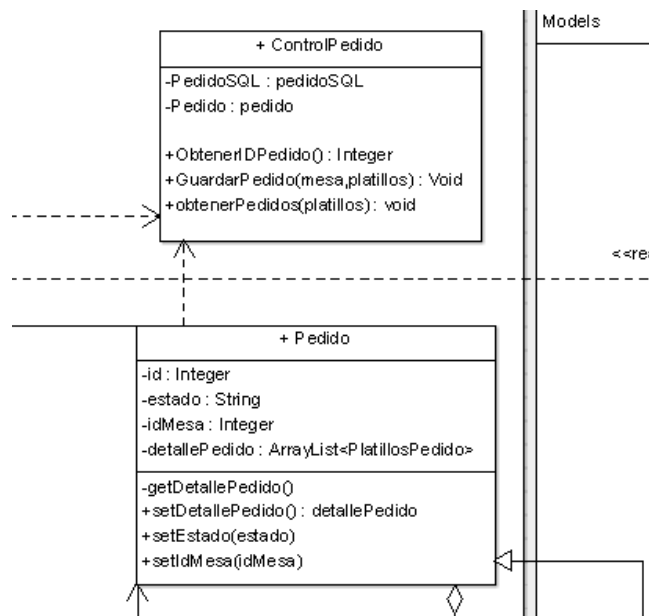 Models
+ ControlPedido
-PedidoSQL : pedidoSQL
-Pedido : pedido
+ObtenerIDPedido() : Integer
+GuardarPedido(mesa,platillos) : Void
+obtenerPedidos(platillos) : void
+ Pedido
-id : Integer
-estado : String
-idMesa : Integer
-detallePedido : ArrayList<PlatillosPedido>
-getDetallePedido()
+setDetallePedido() : detallePedido
+setEstado(estado)
+setIdMesa(idMesa)